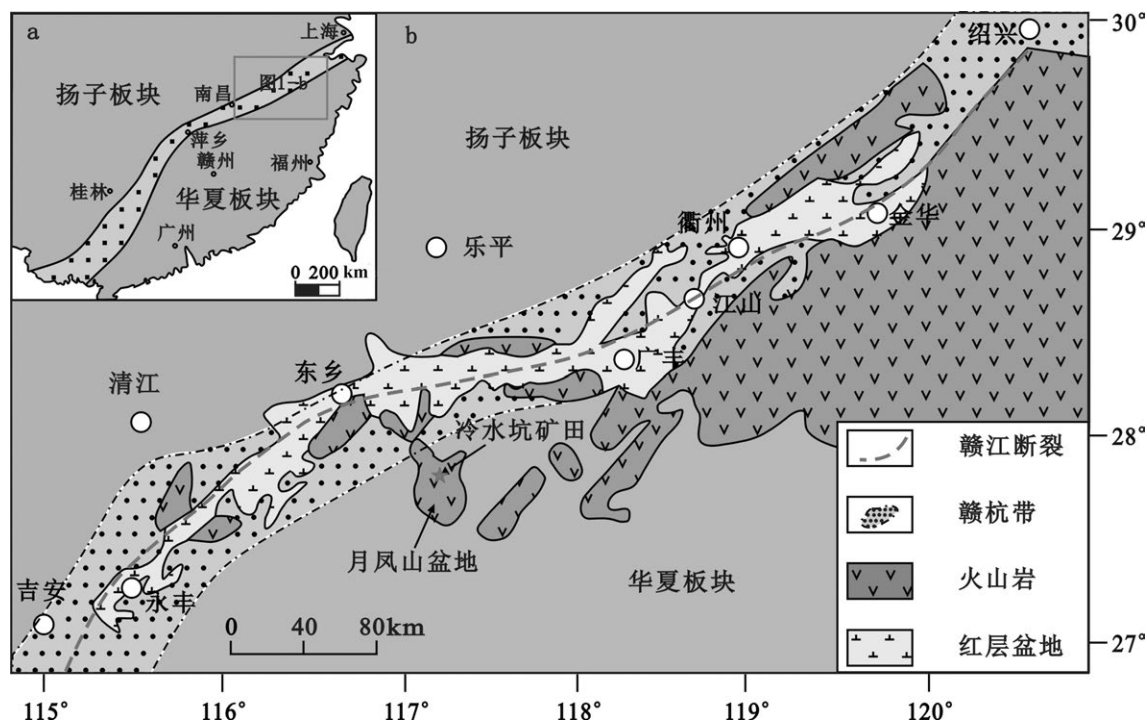 a
上海
扬子板块
图1-b
南昌
萍乡
赣州
福州
桂林
华夏板块
广州
0 200 km
b
绍兴
30°
扬子板块
衢州
金华
29°
乐平
江山
广丰
东乡
清江
冷水坑矿田
28°
月凤山盆地
华夏板块
吉安
永丰
0 40 80km
赣江断裂
赣杭带
火山岩
红层盆地
27°
115° 116° 117° 118° 119° 120°